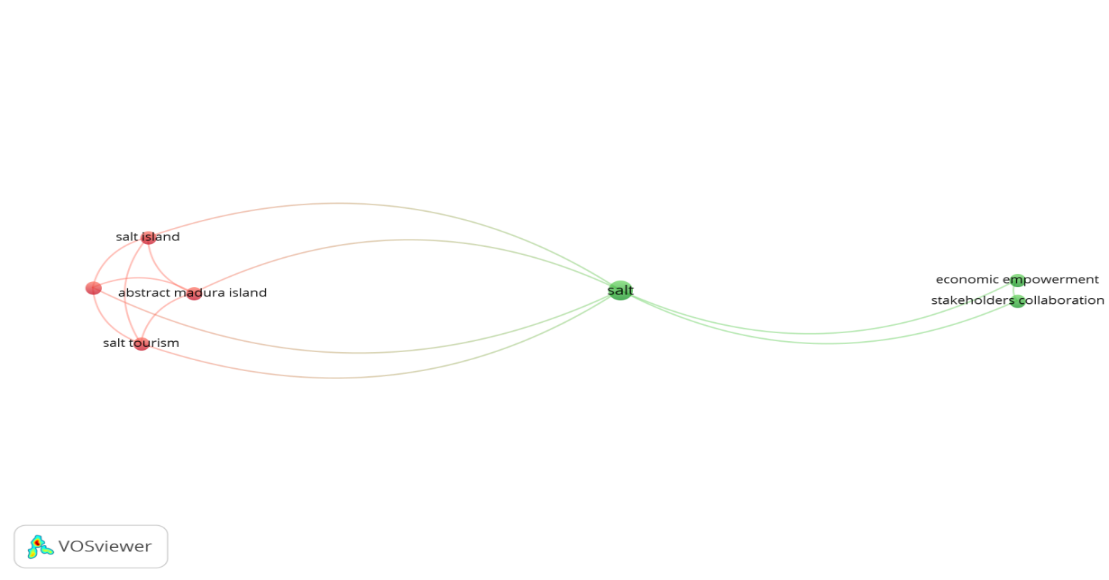 salt island
economic empowerment
salt
abstract madura island
stakeholders collaboration
salt tourism
VOSviewer